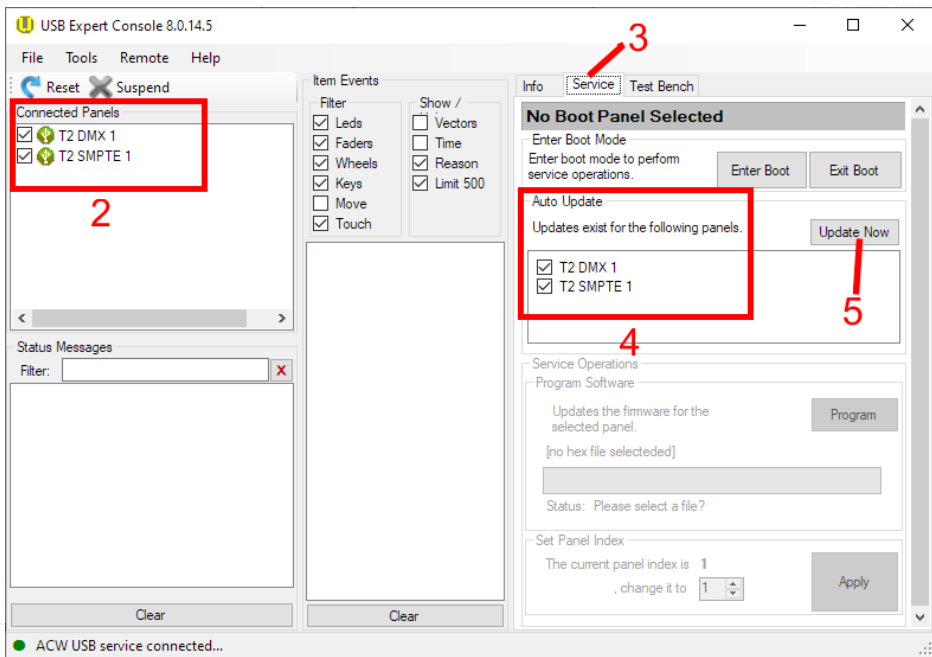 USB Expert Console 8.0.14.5
File Tools Remote Help
Reset Suspend
Connected Panels
T2 DMX 1
T2 SMPTE 1
2
Status Messages
Filter:
X
Clear
Item Events
Filter
Leds
Faders
Wheels
Keys
Move
Touch
Show /
Vectors
Time
Reason
Limit 500
Clear
3
Info Service Test Bench
No Boot Panel Selected
Enter Boot Mode
Enter boot mode to perform
service operations.
Enter Boot
Exit Boot
Auto Update
Updates exist for the following panels.
Update Now
T2 DMX 1
T2 SMPTE 1
4
5
Service Operations
Program Software
Updates the firmware for the
selected panel.
Program
[no hex file selecteded]
Status: Please select a file?
Set Panel Index
The current panel index is 1
, change it to 1
Apply
ACW USB service connected...